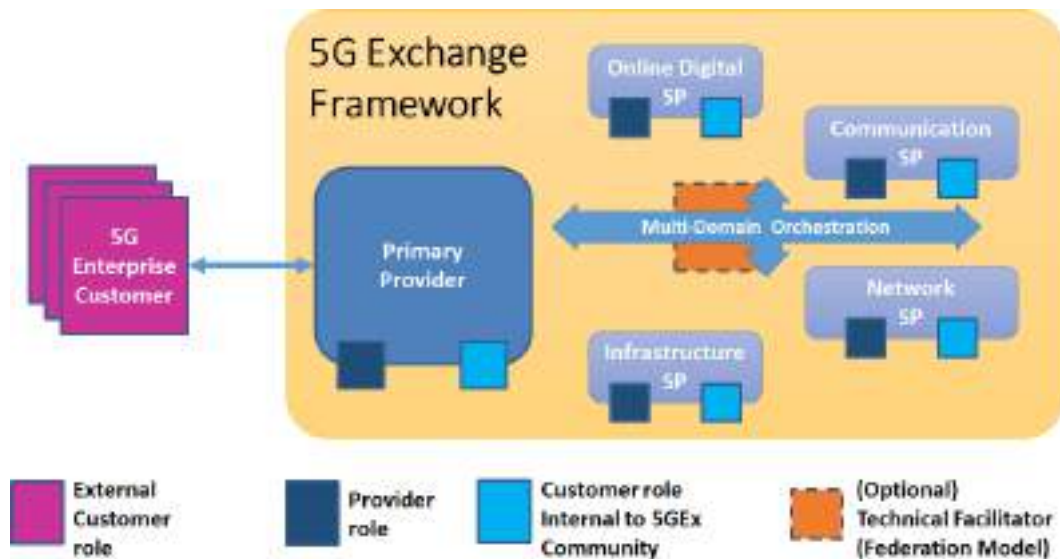 5G Exchange
Framework
Online Digital
SP
Communication
SP
5G
Enterprise
Customer
Primary
Provider
Multi-Domain Orchestration
Network
SP
Infrastructure
SP
External
Customer
role
Provider
role
Customer role
Internal to 5GEx
Community
(Optional)
Technical Facilitator
(Federation Model)